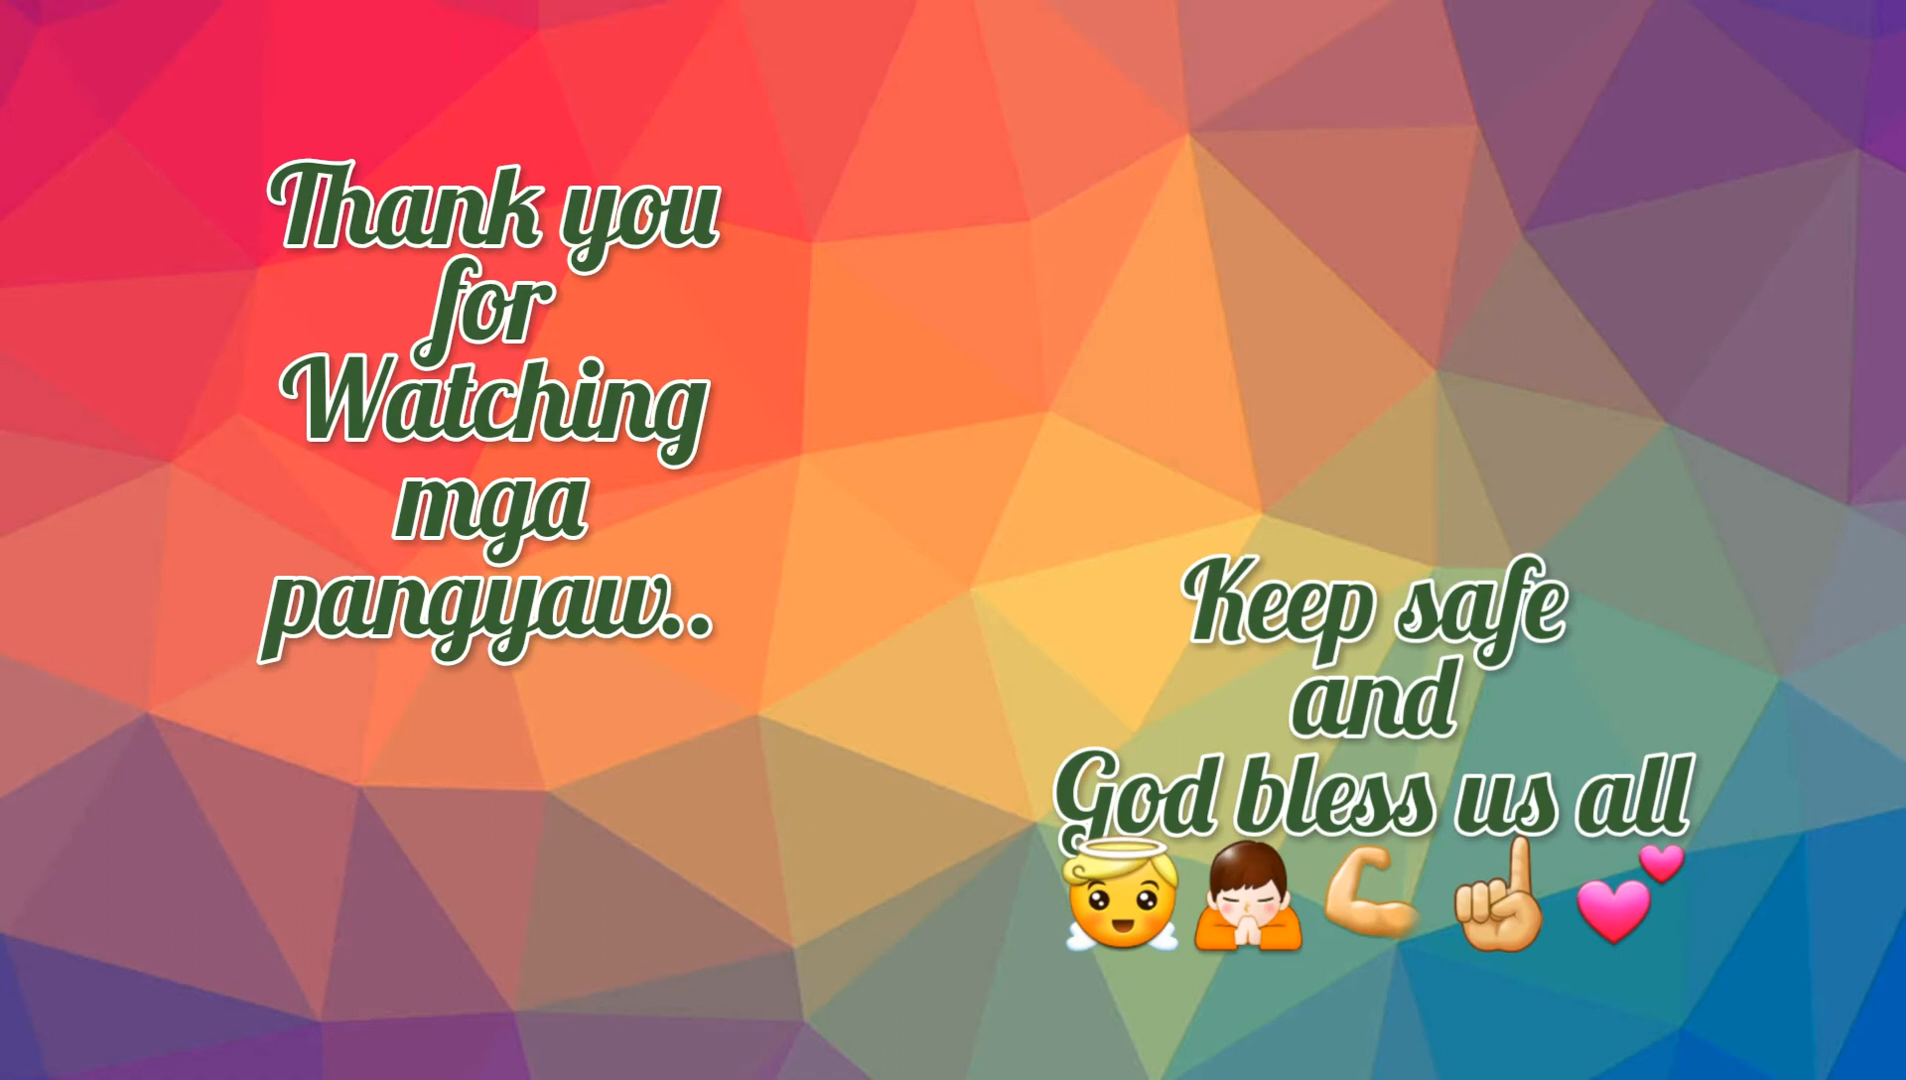 Thank you
for
Watching
mga
pangyaw..
Keep safe
and
God bless us all
😇🙏💪☝💕